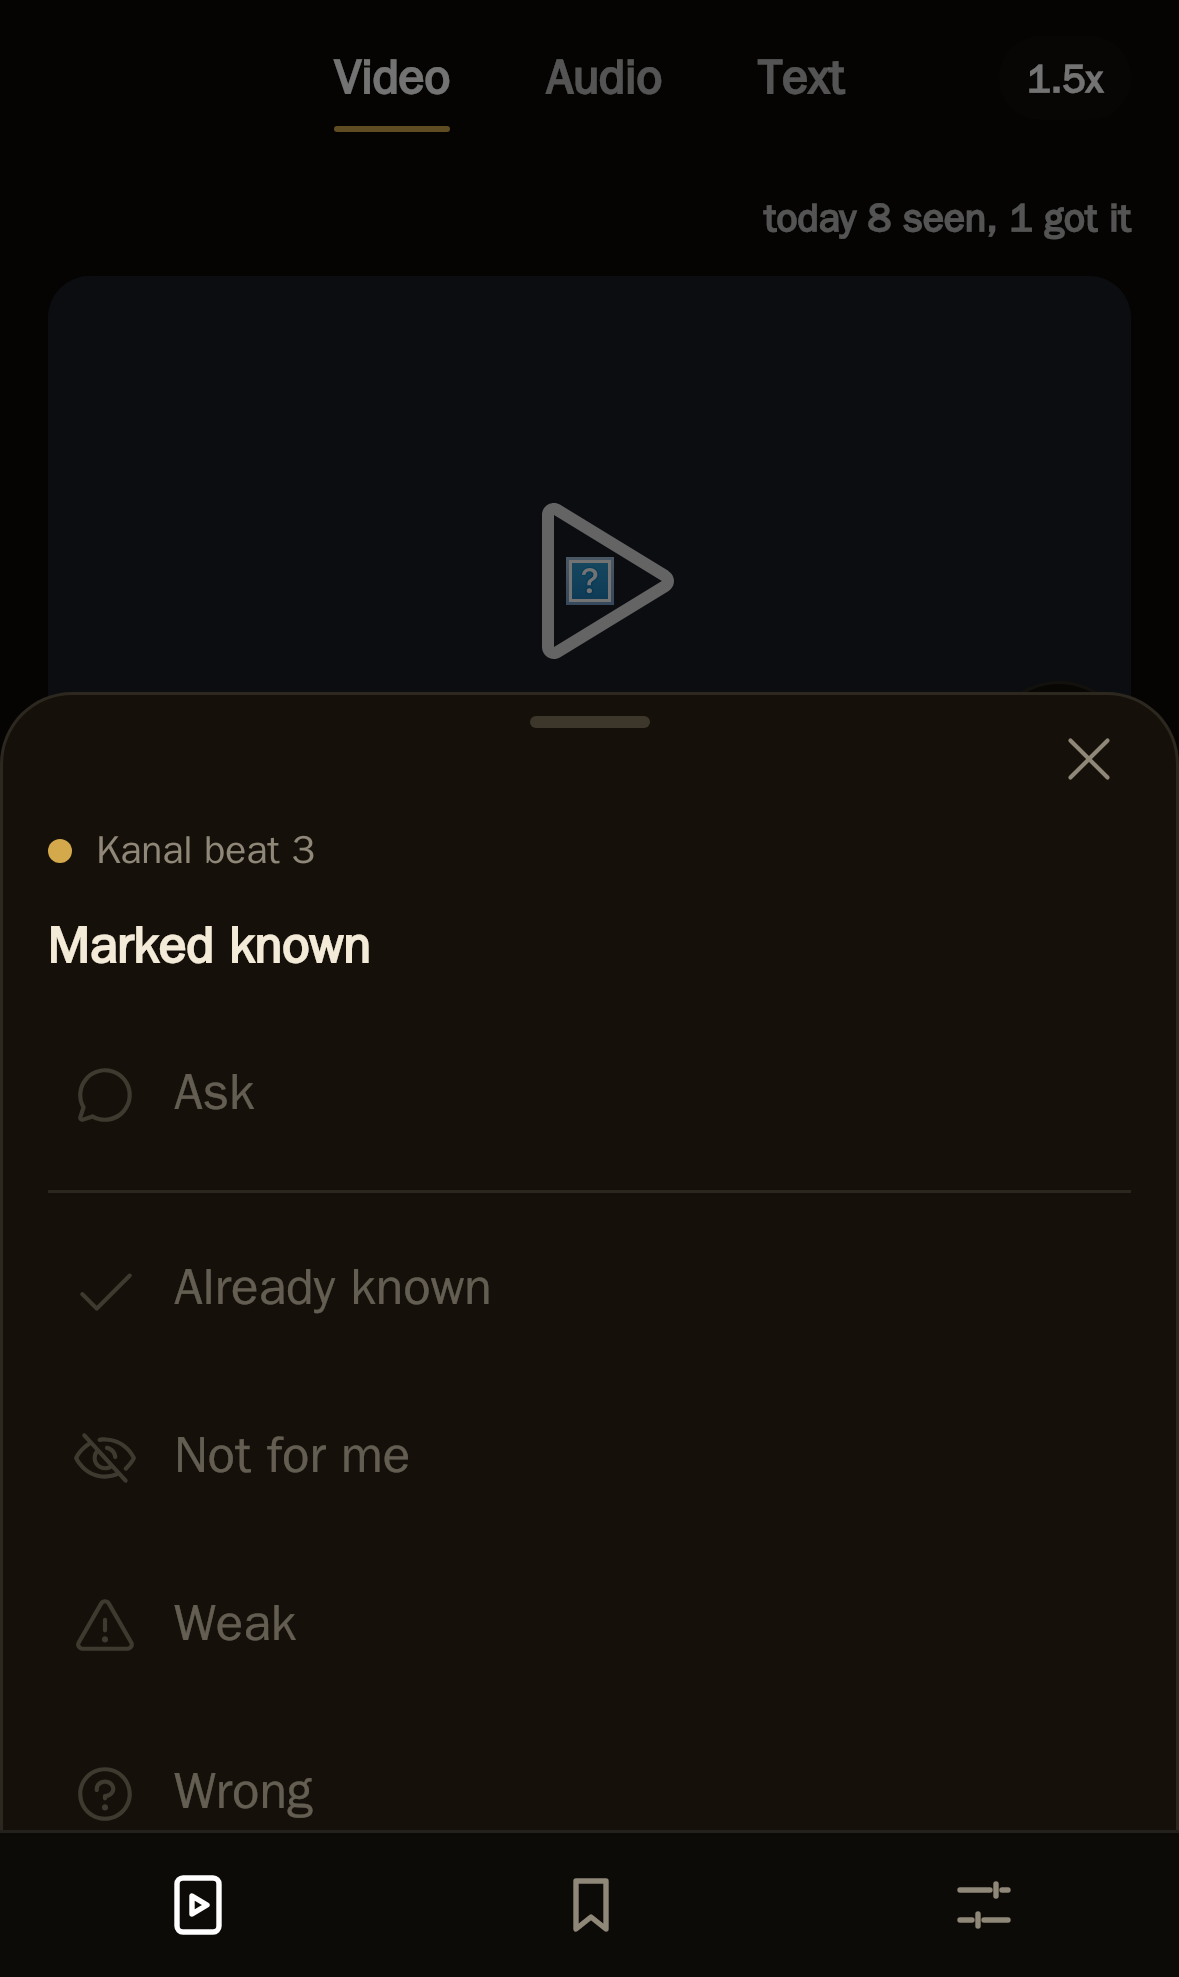 Video Audio Text 1.5x
today 8 seen, 1 got it
?
Kanal beat 3
Marked known
Ask
Already known
Not for me
Weak
Wrong